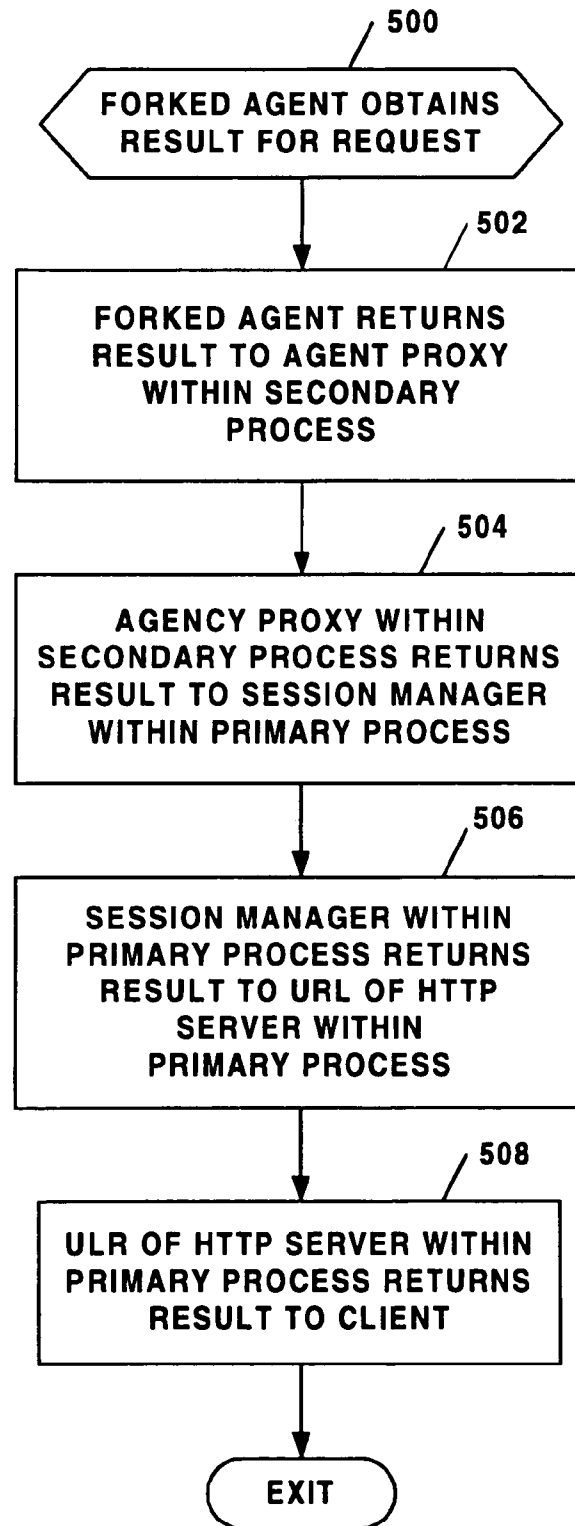 500
FORKED AGENT OBTAINS
RESULT FOR REQUEST
502
FORKED AGENT RETURNS
RESULT TO AGENT PROXY
WITHIN SECONDARY
PROCESS
504
AGENCY PROXY WITHIN
SECONDARY PROCESS RETURNS
RESULT TO SESSION MANAGER
WITHIN PRIMARY PROCESS
506
SESSION MANAGER WITHIN
PRIMARY PROCESS RETURNS
RESULT TO URL OF HTTP
SERVER WITHIN
PRIMARY PROCESS
508
ULR OF HTTP SERVER WITHIN
PRIMARY PROCESS RETURNS
RESULT TO CLIENT
EXIT